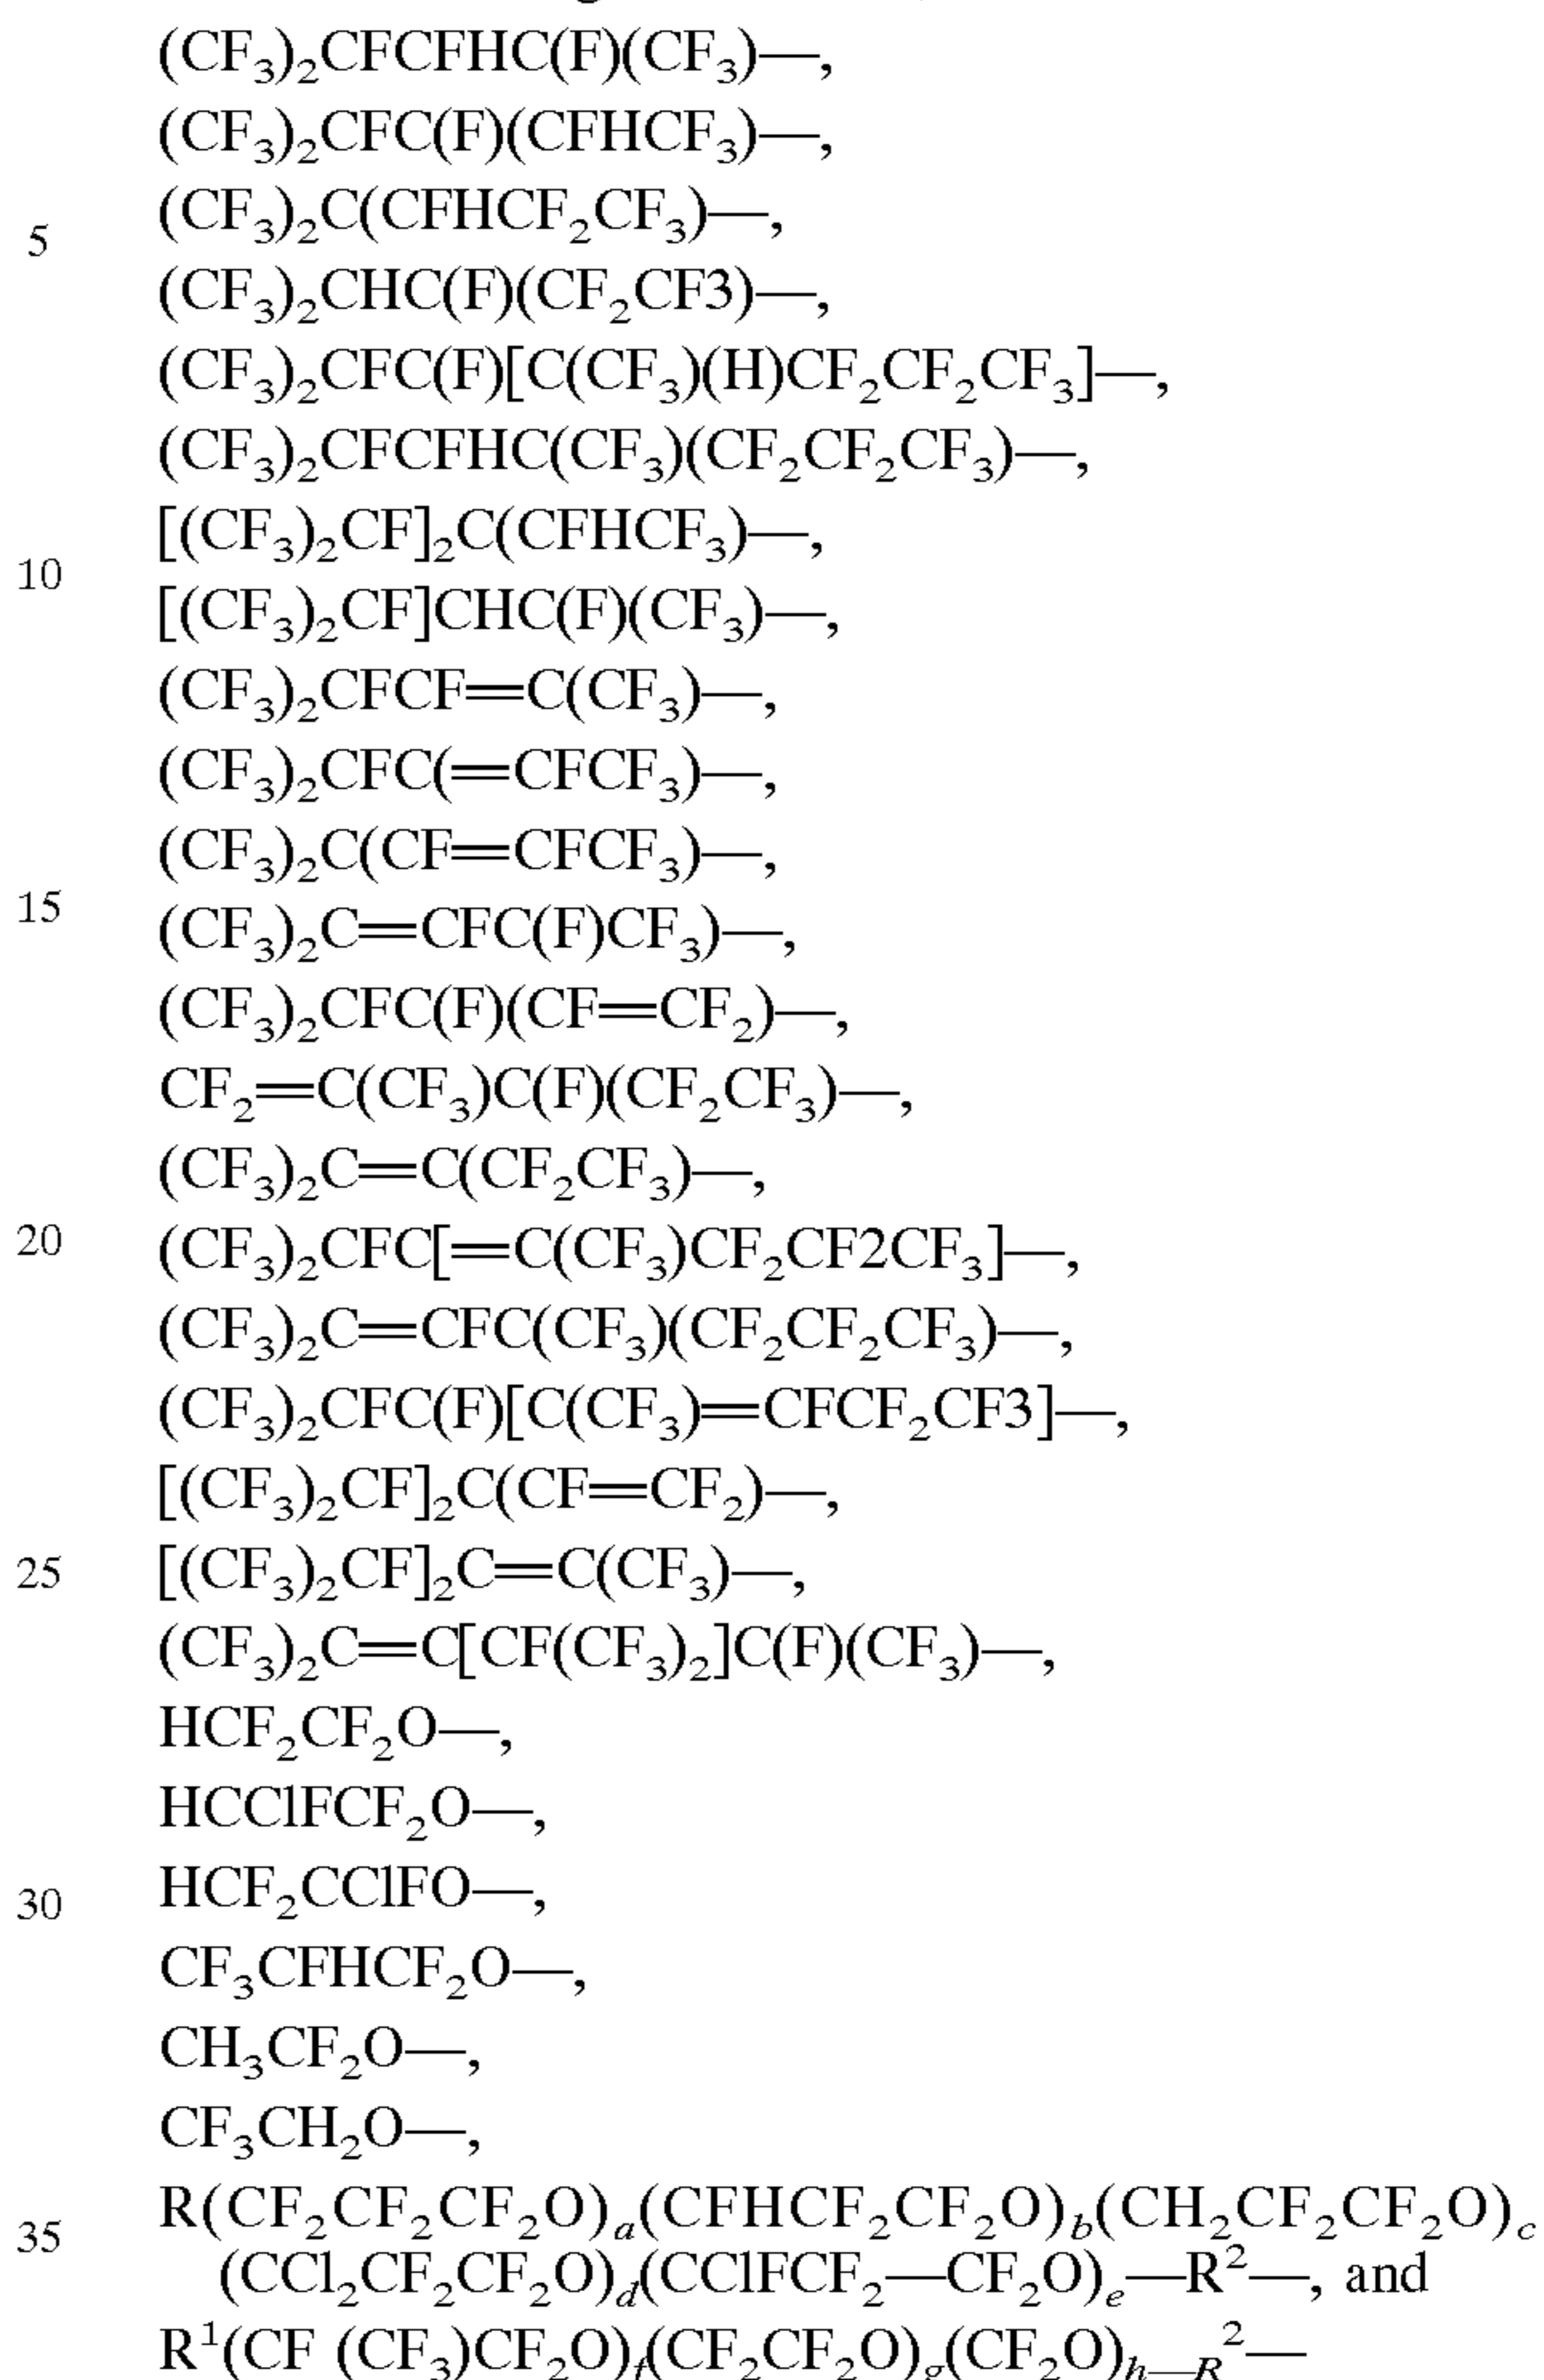 (CF₃)₂CFCFHC(F)(CF₃)—,
(CF₃)₂CFC(F)(CFHCF₃)—,
(CF₃)₂C(CFHCF₂CF₃)—,
5
(CF₃)₂CHC(F)(CF₂CF3)—,
(CF₃)₂CFC(F)[C(CF₃)(H)CF₂CF₂CF₃]—,
(CF₃)₂CFCFHC(CF₃)(CF₂CF₂CF₃)—,
[(CF₃)₂CF]₂C(CFHCF₃)—,
10
[(CF₃)₂CF]CHC(F)(CF₃)—,
(CF₃)₂CFCF=C(CF₃)—,
(CF₃)₂CFC(=CFCF₃)—,
(CF₃)₂C(CF=CFCF₃)—,
15
(CF₃)₂C=CFC(F)CF₃)—,
(CF₃)₂CFC(F)(CF=CF₂)—,
CF₂=C(CF₃)C(F)(CF₂CF₃)—,
(CF₃)₂C=C(CF₂CF₃)—,
20
(CF₃)₂CFC[=C(CF₃)CF₂CF2CF₃]—,
(CF₃)₂C=CFC(CF₃)(CF₂CF₂CF₃)—,
(CF₃)₂CFC(F)[C(CF₃)=CFCF₂CF3]—,
[(CF₃)₂CF]₂C(CF=CF₂)—,
25
[(CF₃)₂CF]₂C=C(CF₃)—,
(CF₃)₂C=C[CF(CF₃)₂]C(F)(CF₃)—,
HCF₂CF₂O—,
HCClFCF₂O—,
30
HCF₂CClFO—,
CF₃CFHCF₂O—,
CH₃CF₂O—,
CF₃CH₂O—,
35
R(CF₂CF₂CF₂O)a(CFHCF₂CF₂O)b(CH₂CF₂CF₂O)c
(CCl₂CF₂CF₂O)d(CClFCF₂—CF₂O)e—R²—, and
R¹(CF (CF₃)CF₂O)f(CF₂CF₂O)g(CF₂O)h—R²—